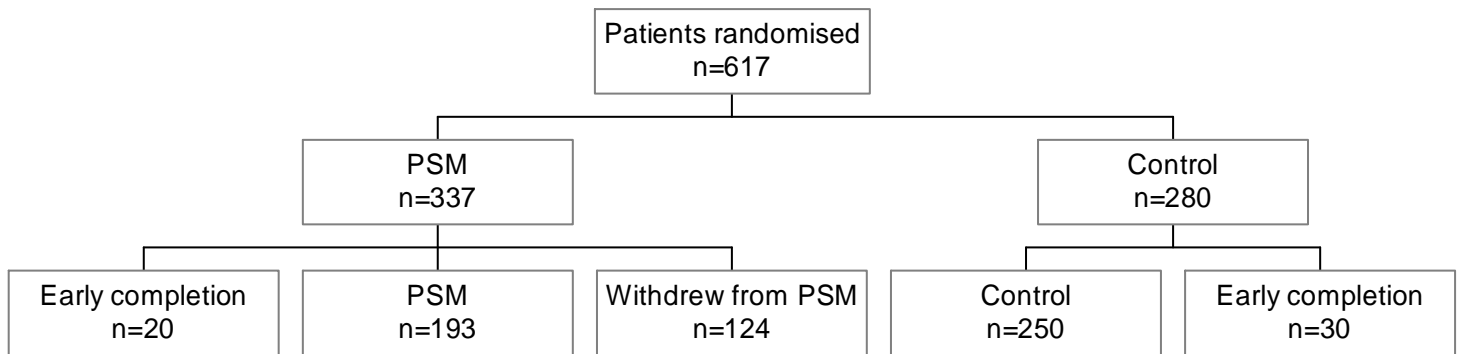 Patients randomised
n=617
PSM
n=337
Control
n=280
Early completion
n=20
PSM
n=193
Withdrew from PSM
n=124
Control
n=250
Early completion
n=30